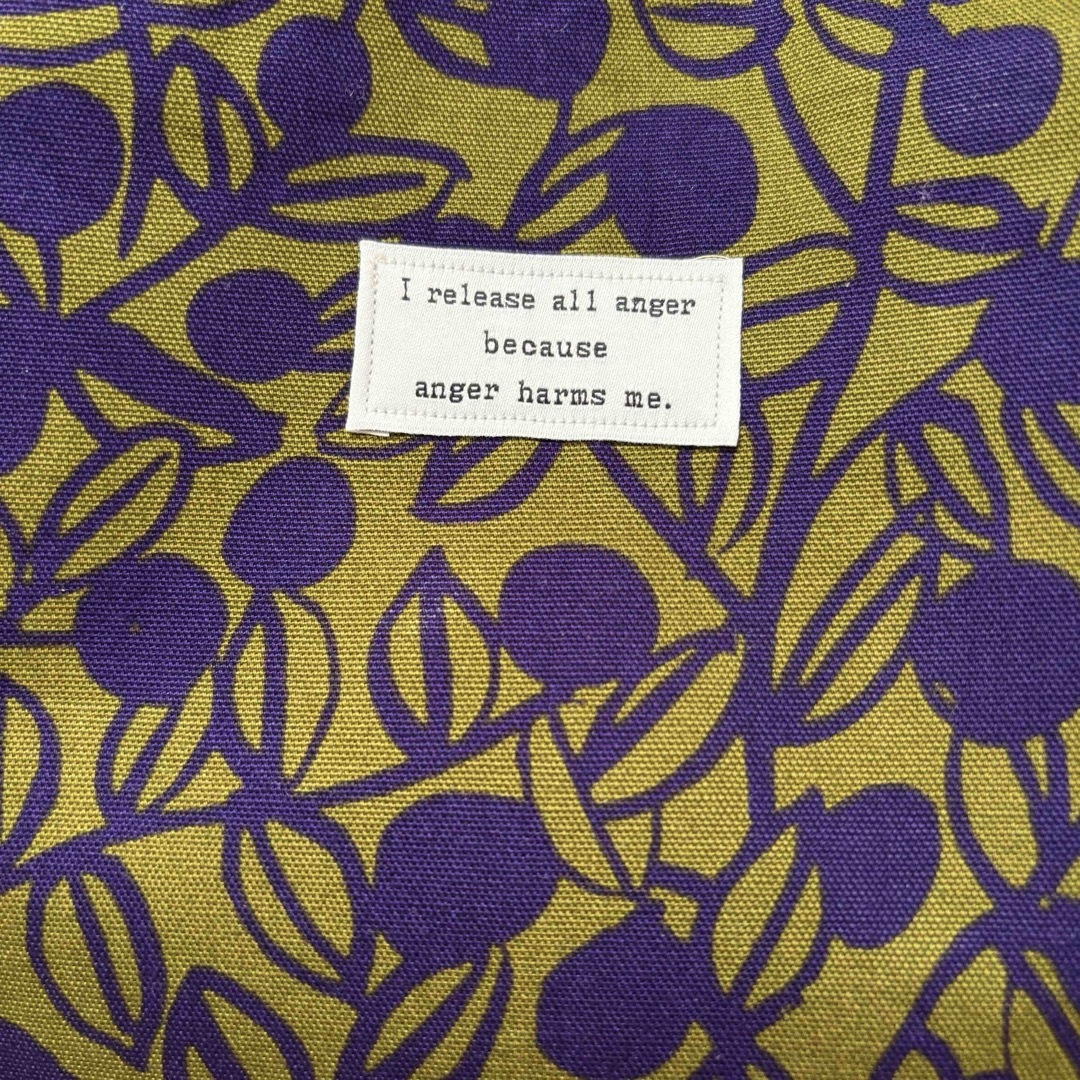 I release all anger
because
anger harms me.